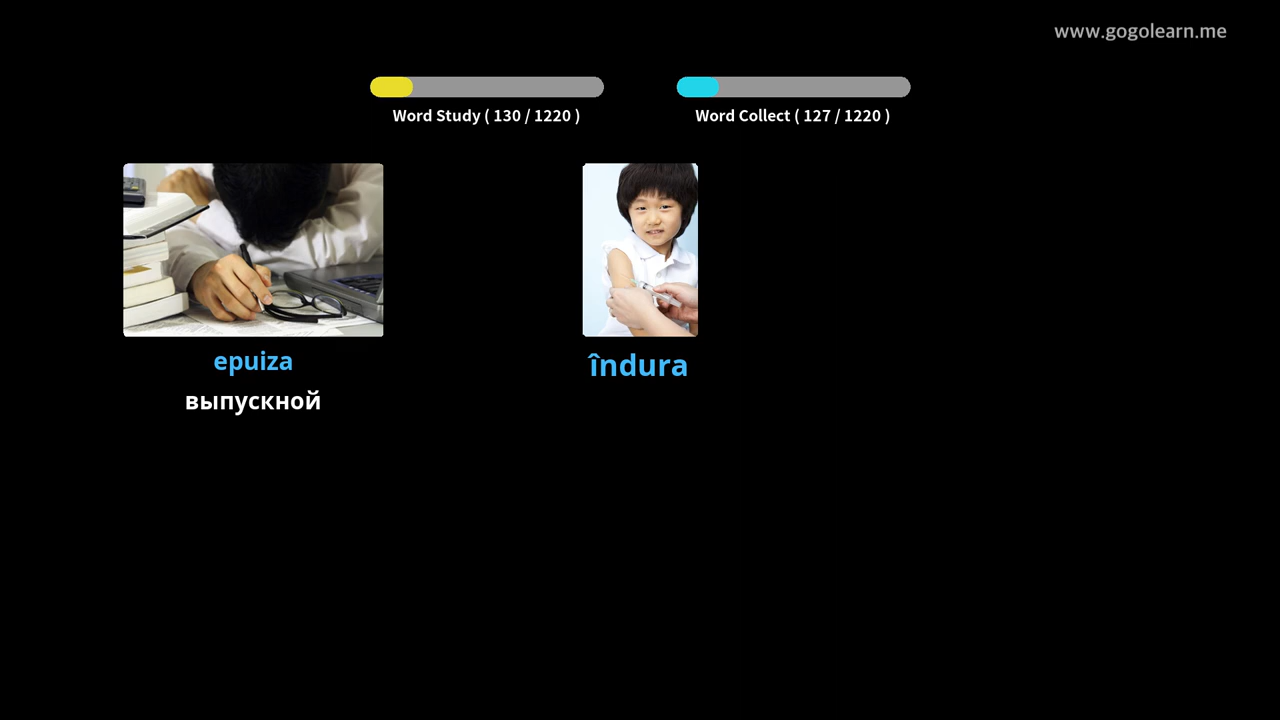 www.gogolearn.me
Word Study ( 130 / 1220 )
Word Collect ( 127 / 1220 )
epuiza
выпускной
îndura